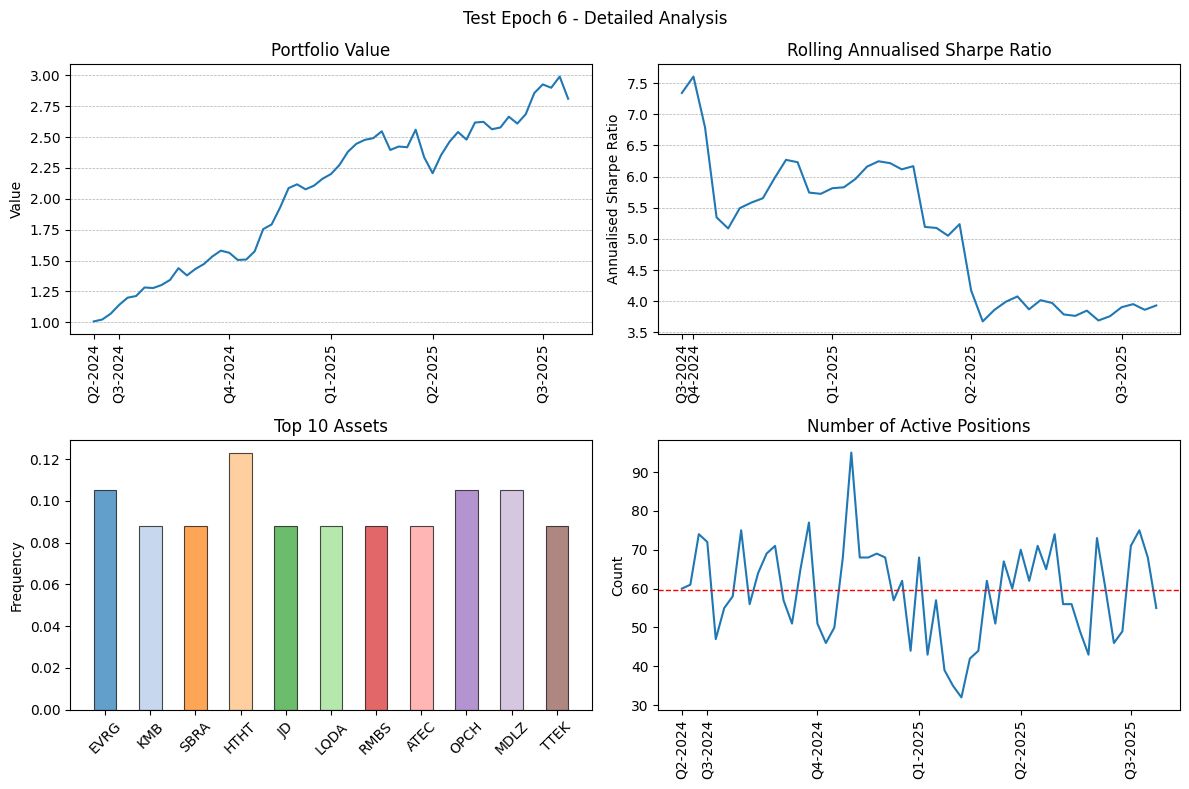 Test Epoch 6 - Detailed Analysis
Portfolio Value
Value
3.00
2.75
2.50
2.25
2.00
1.75
1.50
1.25
1.00
Q2-2024
Q3-2024
Q4-2024
Q1-2025
Q2-2025
Q3-2025
Rolling Annualised Sharpe Ratio
Annualised Sharpe Ratio
7.5
7.0
6.5
6.0
5.5
5.0
4.5
4.0
3.5
Q3-2024
Q4-2024
Q1-2025
Q2-2025
Q3-2025
Top 10 Assets
Frequency
0.12
0.10
0.08
0.06
0.04
0.02
0.00
EVRG
KMB
SBRA
HTHT
JD
LQDA
RMBS
ATEC
OPCH
MDLZ
TTEK
Number of Active Positions
Count
90
80
70
60
50
40
30
Q2-2024
Q3-2024
Q4-2024
Q1-2025
Q2-2025
Q3-2025